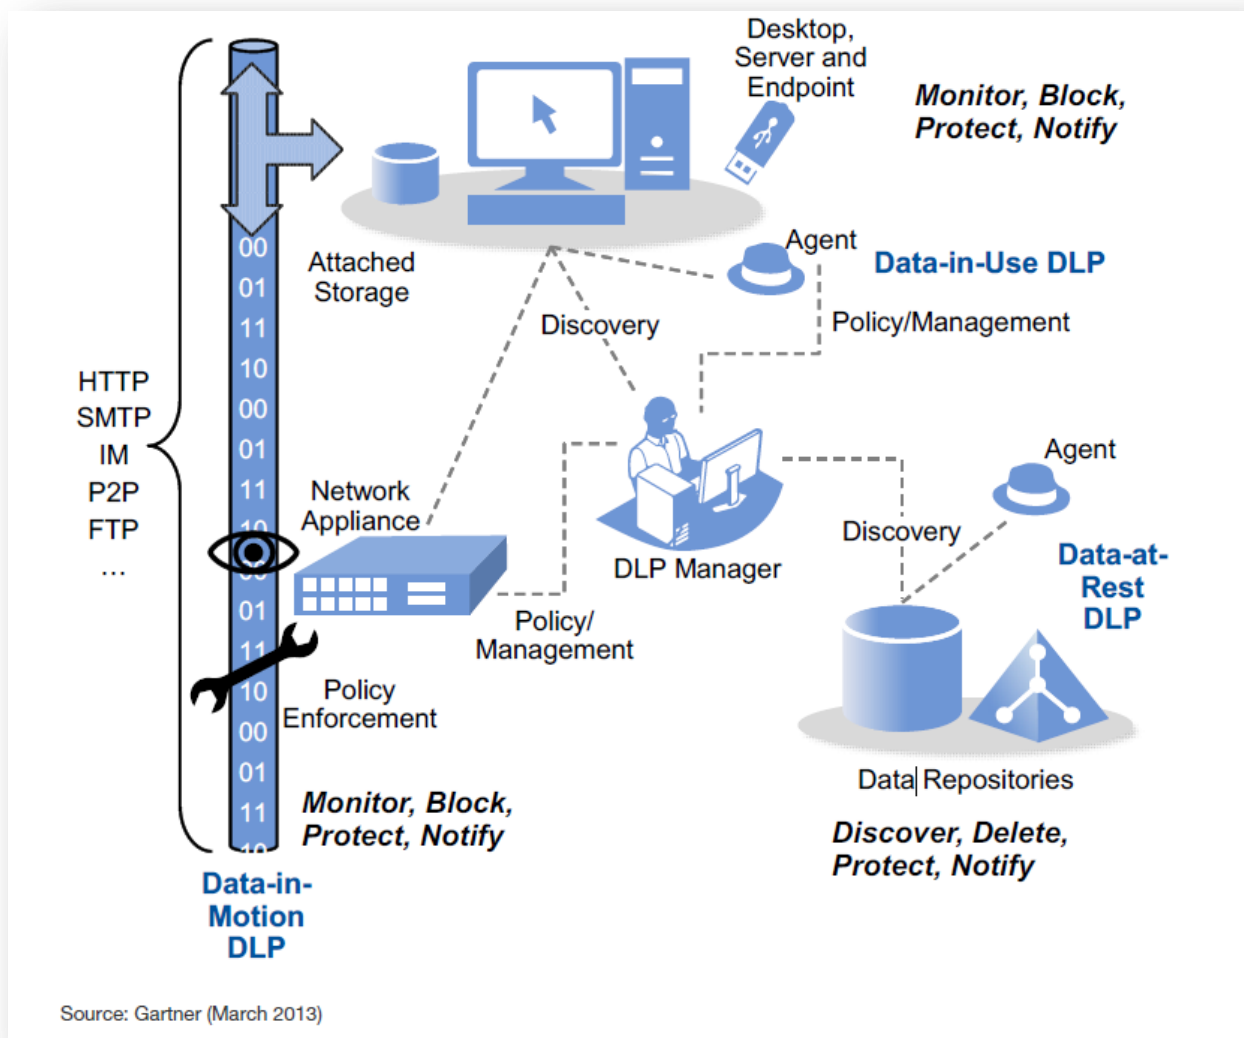 Desktop,
Server and
Endpoint
Monitor, Block,
Protect, Notify
00
01
11
10
00
01
11
10
00
01
11
10
00
01
11
10
Attached
Storage
Agent
Data-in-Use DLP
Discovery
Policy/Management
HTTP
SMTP
IM
P2P
FTP
...
Network
Appliance
DLP Manager
Agent
Discovery
Data-at-
Rest
DLP
Policy/
Management
Policy
Enforcement
Data Repositories
Monitor, Block,
Protect, Notify
Discover, Delete,
Protect, Notify
Data-in-
Motion
DLP
Source: Gartner (March 2013)